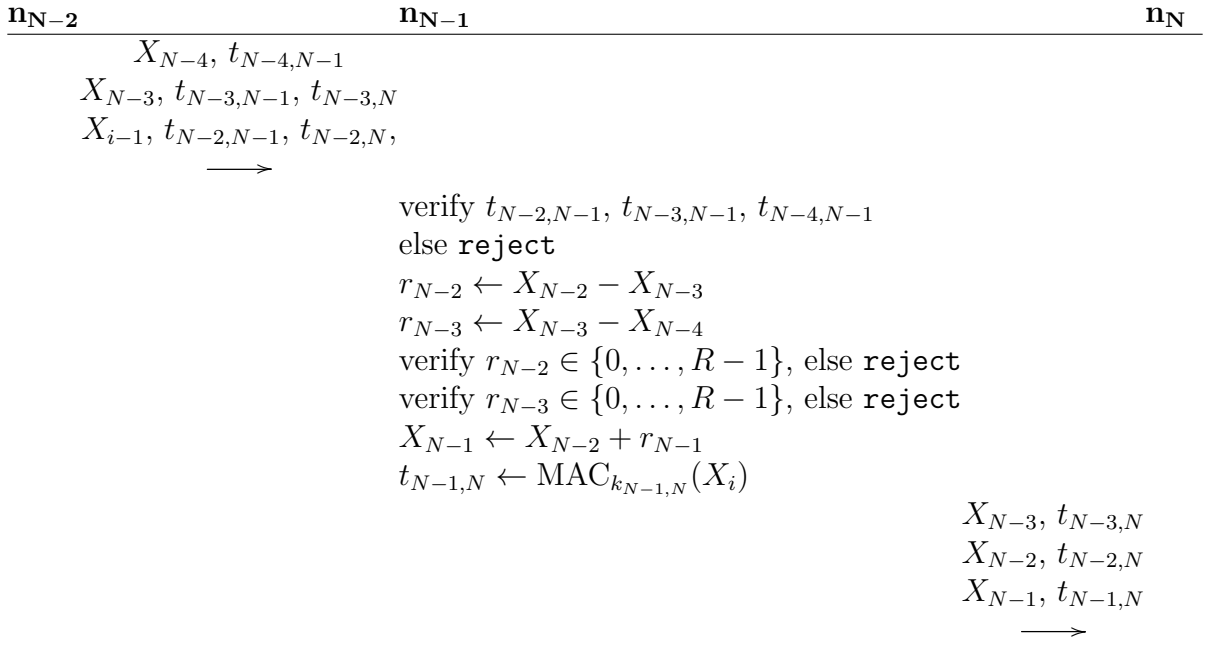 n_{N−2} n_{N−1} n_N
X_{N−4}, t_{N−4,N−1}
X_{N−3}, t_{N−3,N−1}, t_{N−3,N}
X_{i−1}, t_{N−2,N−1}, t_{N−2,N},
⟶
verify t_{N−2,N−1}, t_{N−3,N−1}, t_{N−4,N−1}
else reject
r_{N−2} ← X_{N−2} − X_{N−3}
r_{N−3} ← X_{N−3} − X_{N−4}
verify r_{N−2} ∈ {0, . . . , R − 1}, else reject
verify r_{N−3} ∈ {0, . . . , R − 1}, else reject
X_{N−1} ← X_{N−2} + r_{N−1}
t_{N−1,N} ← MAC_{k_{N−1,N}}(X_i)
X_{N−3}, t_{N−3,N}
X_{N−2}, t_{N−2,N}
X_{N−1}, t_{N−1,N}
⟶